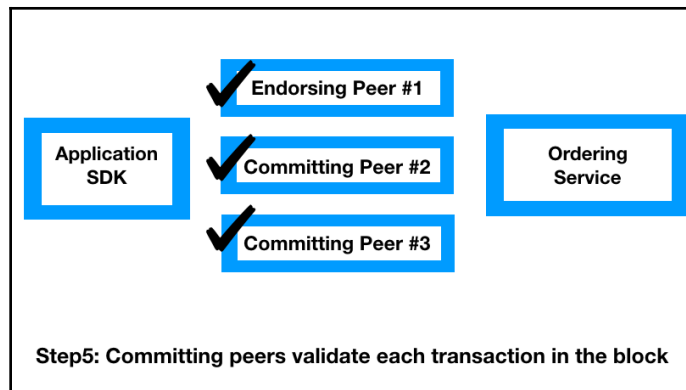 Endorsing Peer #1
Application
SDK
Committing Peer #2
Ordering
Service
Committing Peer #3
Step5: Committing peers validate each transaction in the block